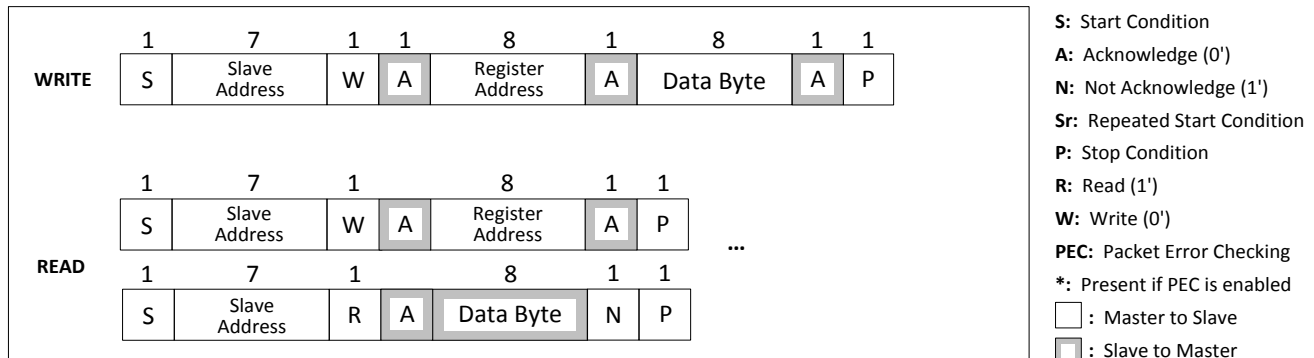 1 7 1 1 8 1 8 1 1
WRITE S Slave Address W A Register Address A Data Byte A P
1 7 1 8 1 1
S Slave Address W A Register Address A P ...
READ
1 7 1 8 1 1
S Slave Address R A Data Byte N P
S: Start Condition
A: Acknowledge (0')
N: Not Acknowledge (1')
Sr: Repeated Start Condition
P: Stop Condition
R: Read (1')
W: Write (0')
PEC: Packet Error Checking
*: Present if PEC is enabled
: Master to Slave
: Slave to Master